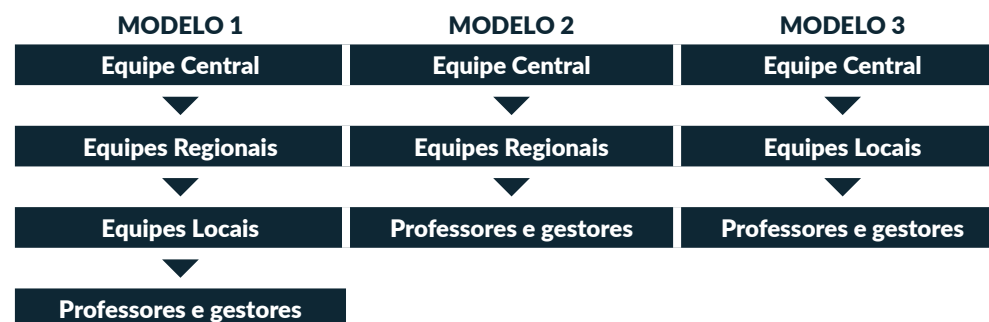 MODELO 1 MODELO 2 MODELO 3
Equipe Central Equipe Central Equipe Central
Equipes Regionais Equipes Regionais Equipes Locais
Equipes Locais Professores e gestores Professores e gestores
Professores e gestores